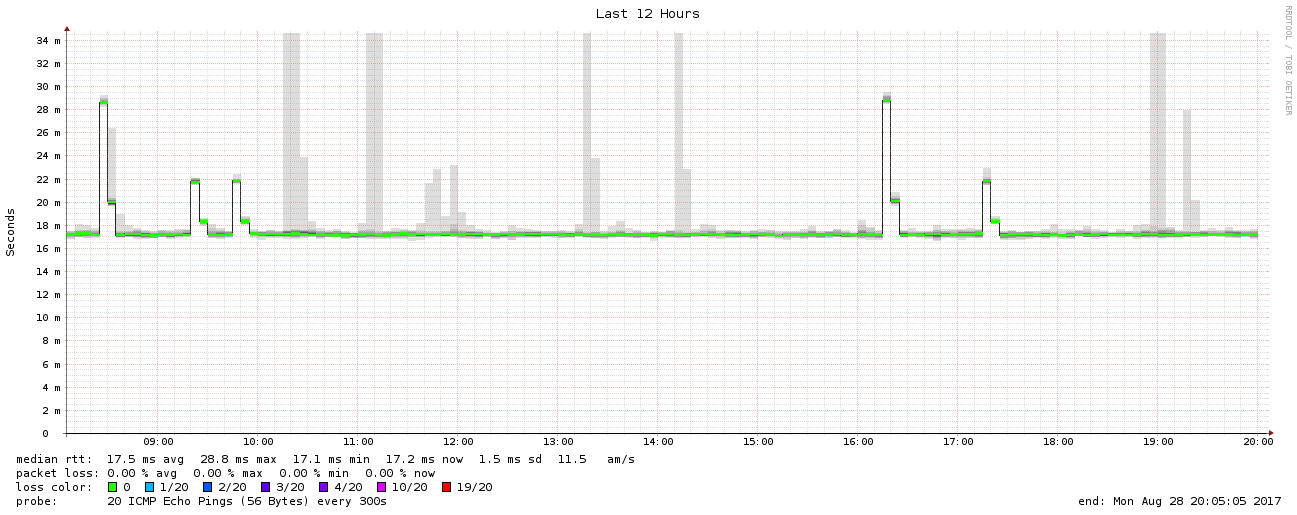 Last 12 Hours
RRDTOOL / TOBI OETIKER
Seconds
34 m
32 m
30 m
28 m
26 m
24 m
22 m
20 m
18 m
16 m
14 m
12 m
10 m
8 m
6 m
4 m
2 m
0
09:00 10:00 11:00 12:00 13:00 14:00 15:00 16:00 17:00 18:00 19:00 20:00
median rtt: 17.5 ms avg 28.8 ms max 17.1 ms min 17.2 ms now 1.5 ms sd 11.5 am/s
packet loss: 0.00 % avg 0.00 % max 0.00 % min 0.00 % now
loss color: 0 1/20 2/20 3/20 4/20 10/20 19/20
probe: 20 ICMP Echo Pings (56 Bytes) every 300s end: Mon Aug 28 20:05:05 2017